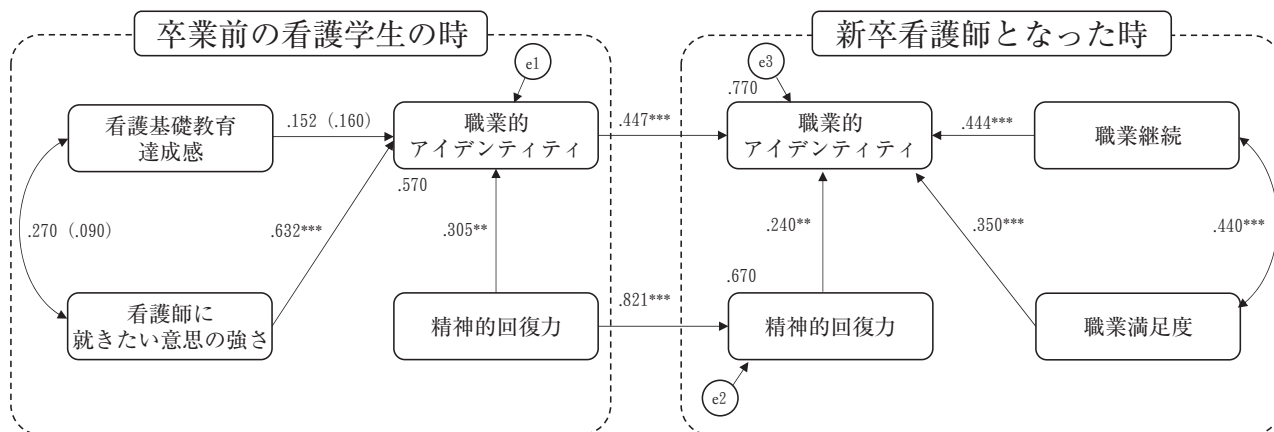 卒業前の看護学生の時
新卒看護師となった時
e1
e3
.770
看護基礎教育
達成感
.152（.160）
職業的
アイデンティティ
.447***
職業的
アイデンティティ
.444***
職業継続
.570
.270（.090）
.632***
.305**
.240**
.350***
.440***
.670
看護師に
就きたい意思の強さ
精神的回復力
.821***
精神的回復力
職業満足度
e2